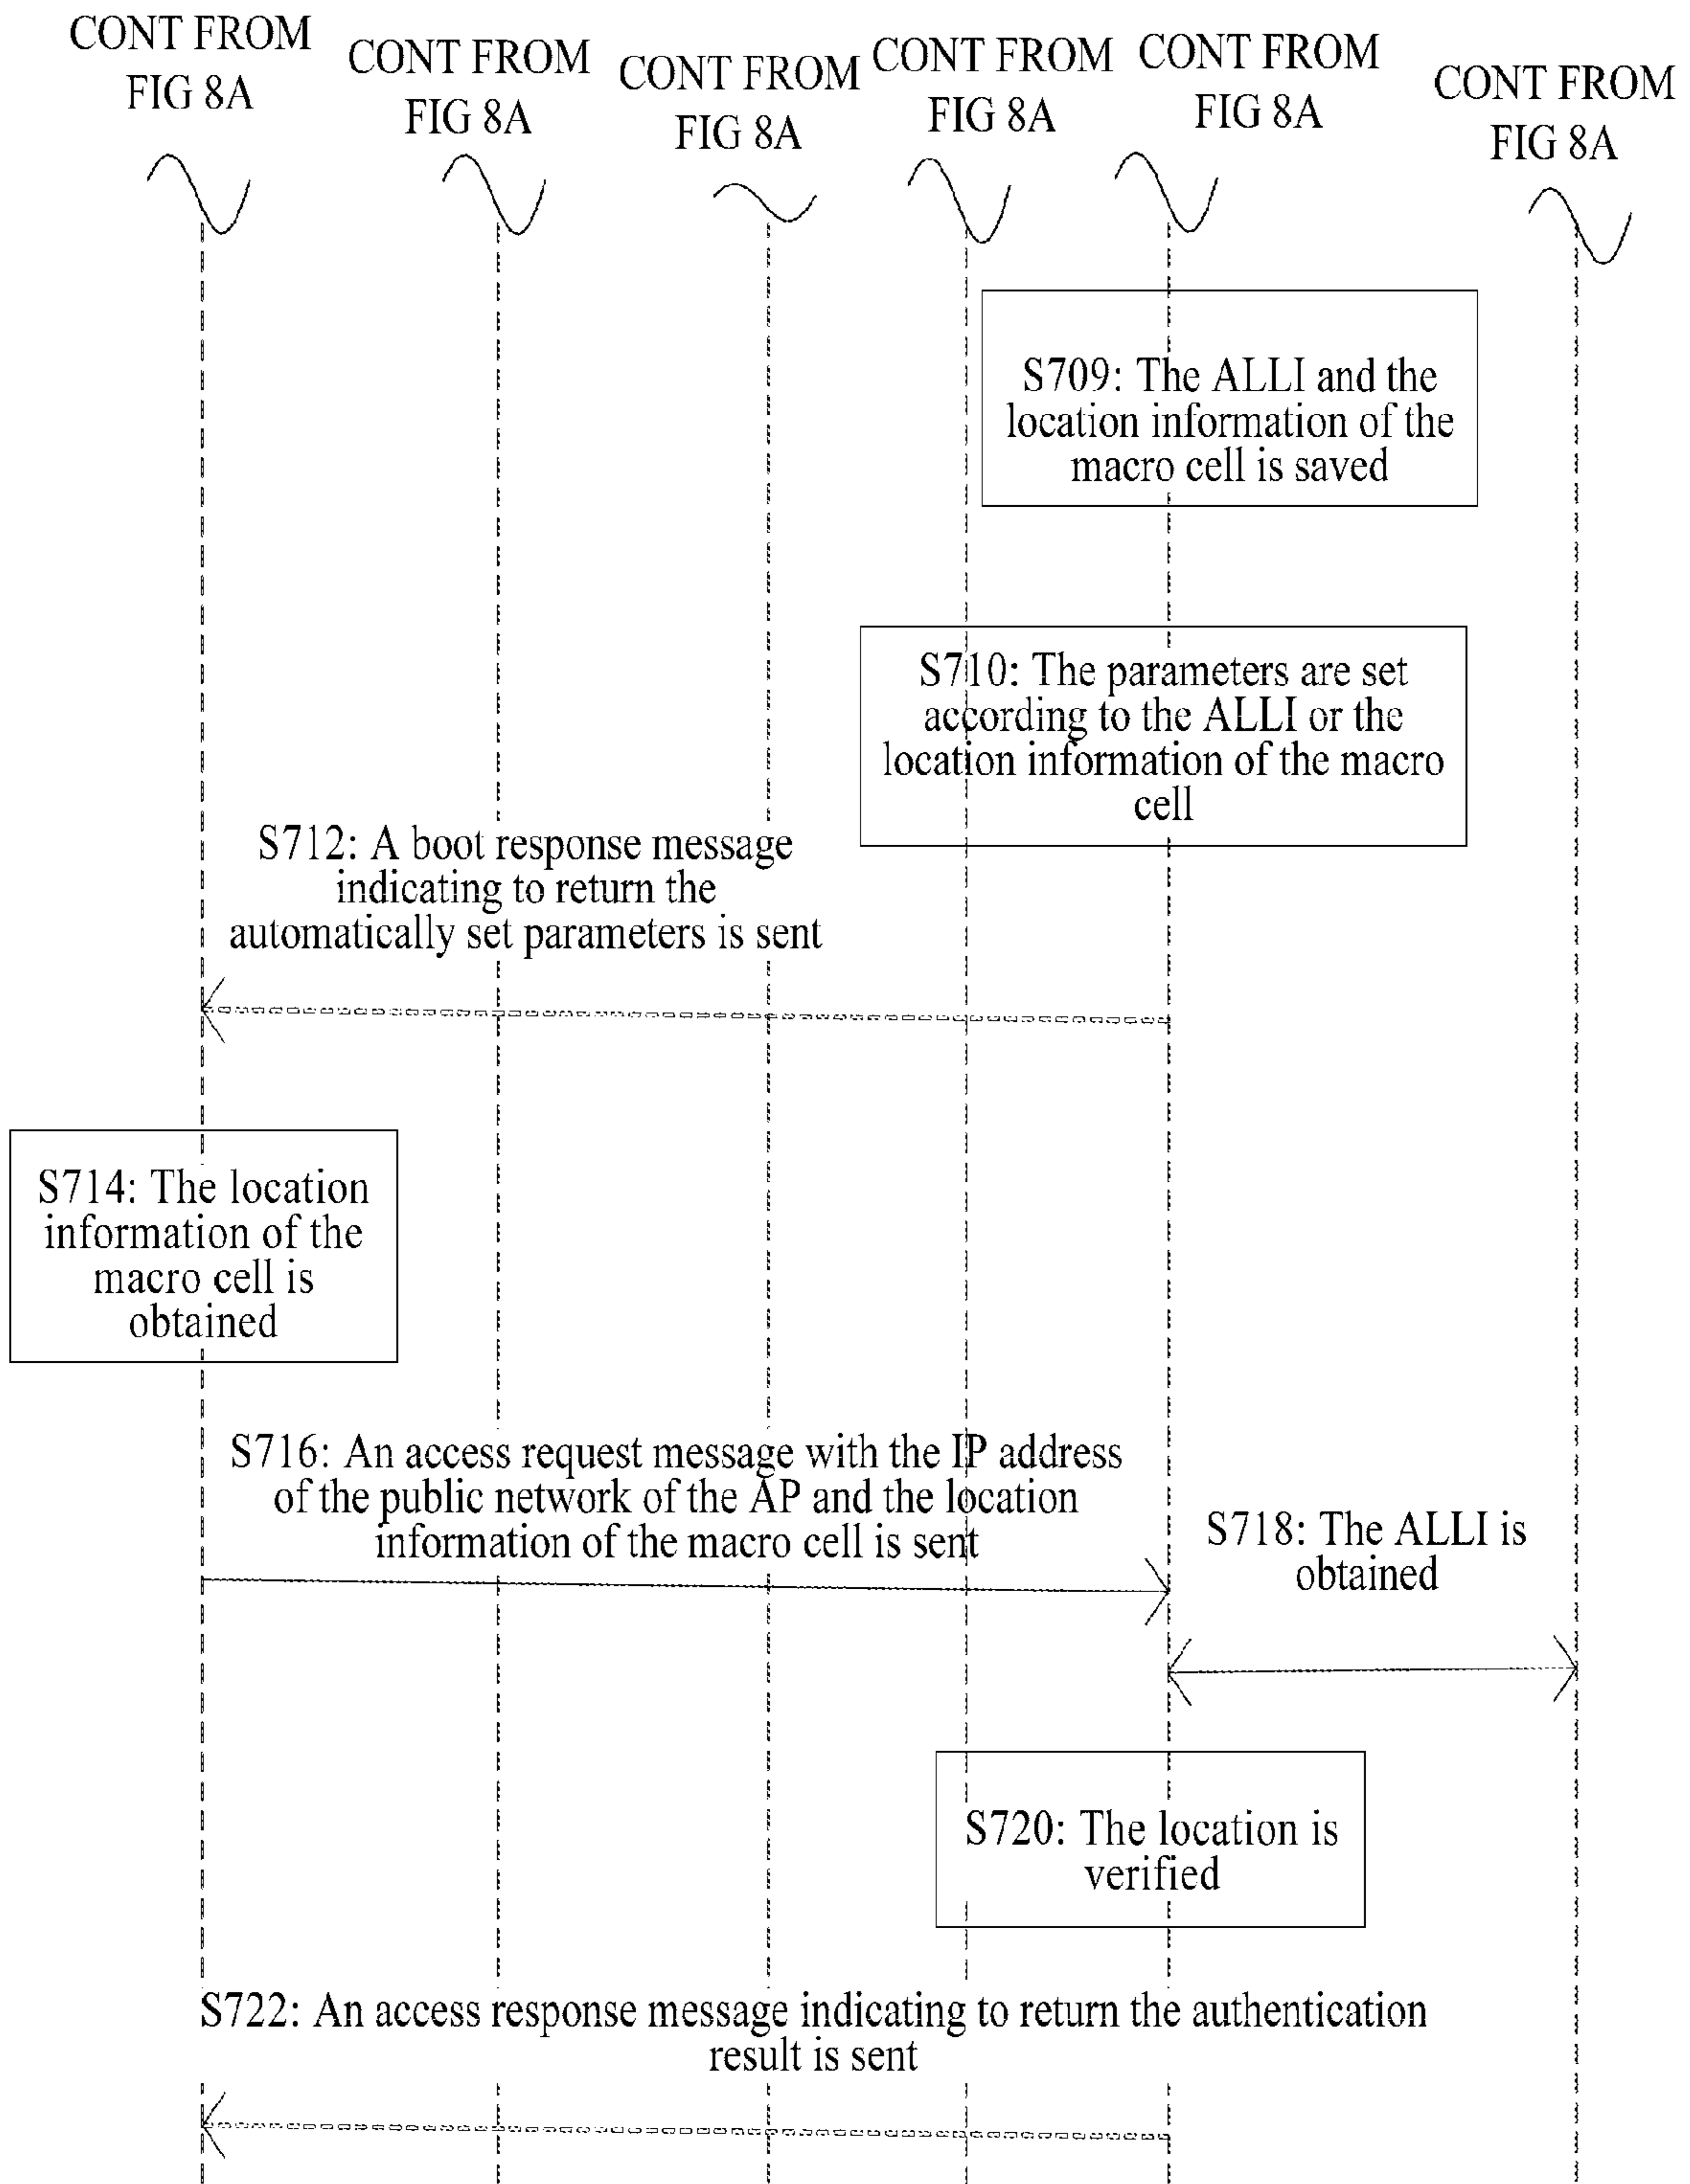 CONT FROM
FIG 8A
CONT FROM
FIG 8A
CONT FROM
FIG 8A
CONT FROM
FIG 8A
CONT FROM
FIG 8A
CONT FROM
FIG 8A
S709: The ALLI and the
location information of the
macro cell is saved
S710: The parameters are set
according to the ALLI or the
location information of the macro
cell
S712: A boot response message
indicating to return the
automatically set parameters is sent
S714: The location
information of the
macro cell is
obtained
S716: An access request message with the IP address
of the public network of the AP and the location
information of the macro cell is sent
S718: The ALLI is
obtained
S720: The location is
verified
S722: An access response message indicating to return the authentication
result is sent